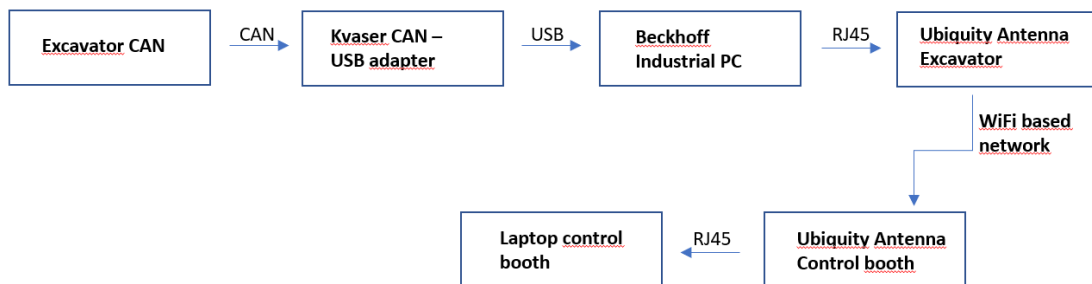 Excavator CAN
CAN
Kvaser CAN –
USB adapter
USB
Beckhoff
Industrial PC
RJ45
Ubiquity Antenna
Excavator
WiFi based
network
Laptop control
booth
RJ45
Ubiquity Antenna
Control booth